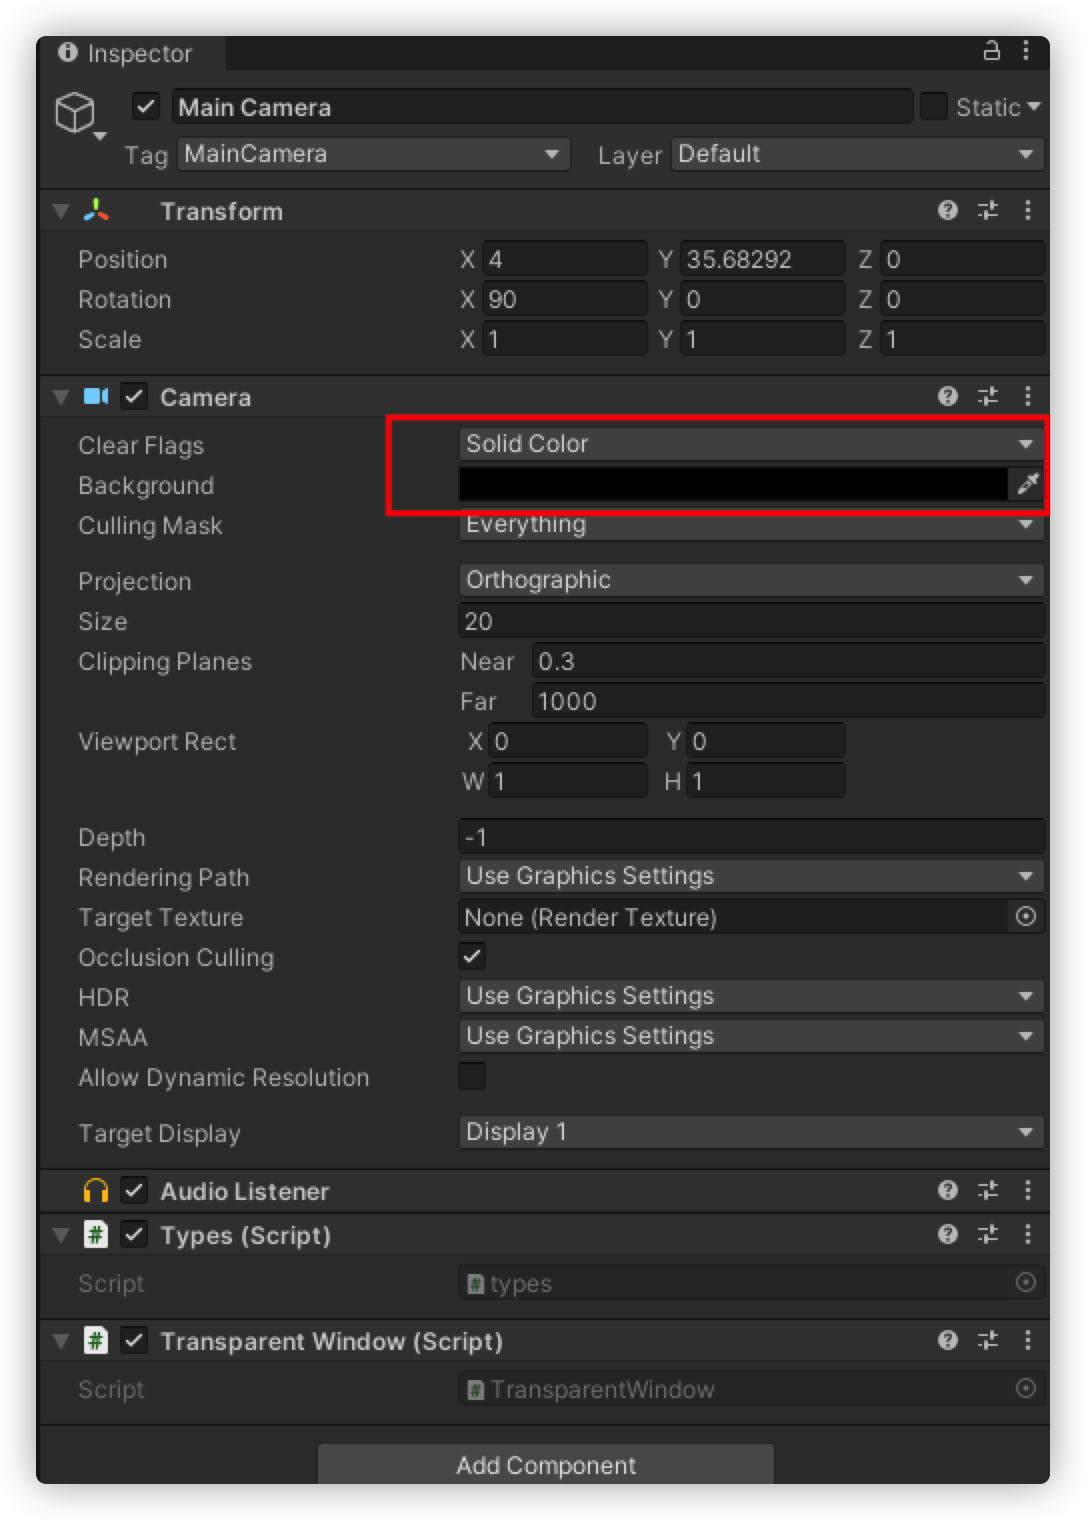 Inspector
Main Camera Static
Tag MainCamera Layer Default
Transform
Position X 4 Y 35.68292 Z 0
Rotation X 90 Y 0 Z 0
Scale X 1 Y 1 Z 1
Camera
Clear Flags Solid Color
Background
Culling Mask Everything
Projection Orthographic
Size 20
Clipping Planes Near 0.3
Far 1000
Viewport Rect X 0 Y 0
W 1 H 1
Depth -1
Rendering Path Use Graphics Settings
Target Texture None (Render Texture)
Occlusion Culling
HDR Use Graphics Settings
MSAA Use Graphics Settings
Allow Dynamic Resolution
Target Display Display 1
Audio Listener
# Types (Script)
Script # types
# Transparent Window (Script)
Script # TransparentWindow
Add Component